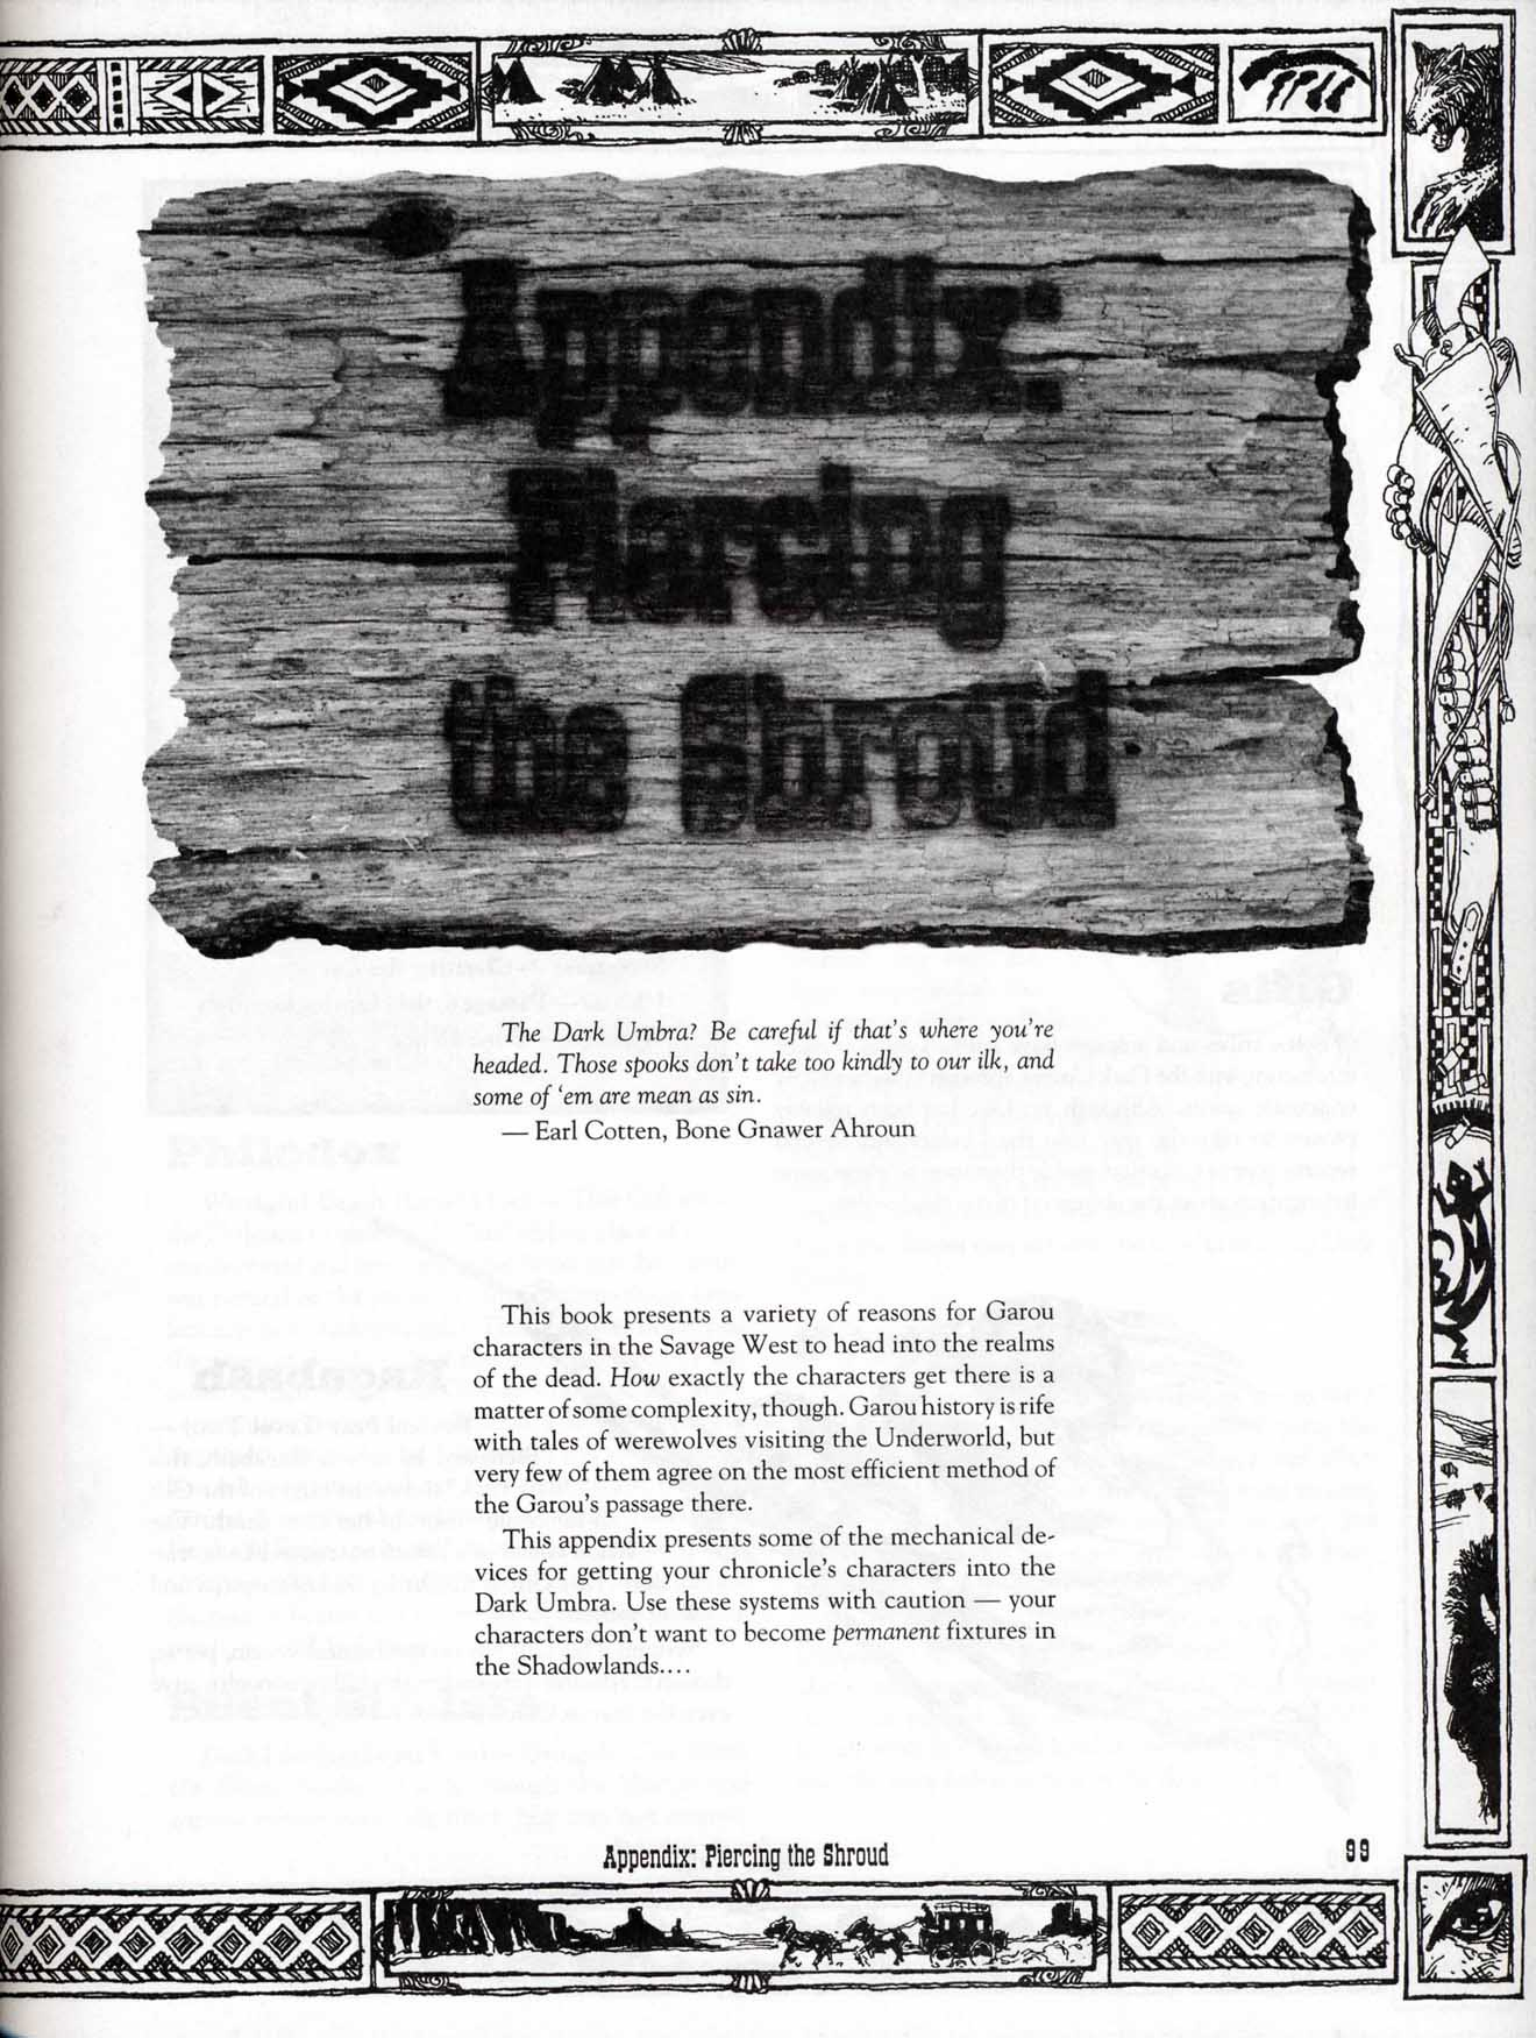 Appendix:
Piercing
the Shroud
The Dark Umbra? Be careful if that's where you're
headed. Those spooks don't take too kindly to our ilk, and
some of 'em are mean as sin.
— Earl Cotten, Bone Gnawer Ahroun
This book presents a variety of reasons for Garou
characters in the Savage West to head into the realms
of the dead. How exactly the characters get there is a
matter of some complexity, though. Garou history is rife
with tales of werewolves visiting the Underworld, but
very few of them agree on the most efficient method of
the Garou's passage there.
This appendix presents some of the mechanical de-
vices for getting your chronicle's characters into the
Dark Umbra. Use these systems with caution — your
characters don't want to become permanent fixtures in
the Shadowlands....
Appendix: Piercing the Shroud
99